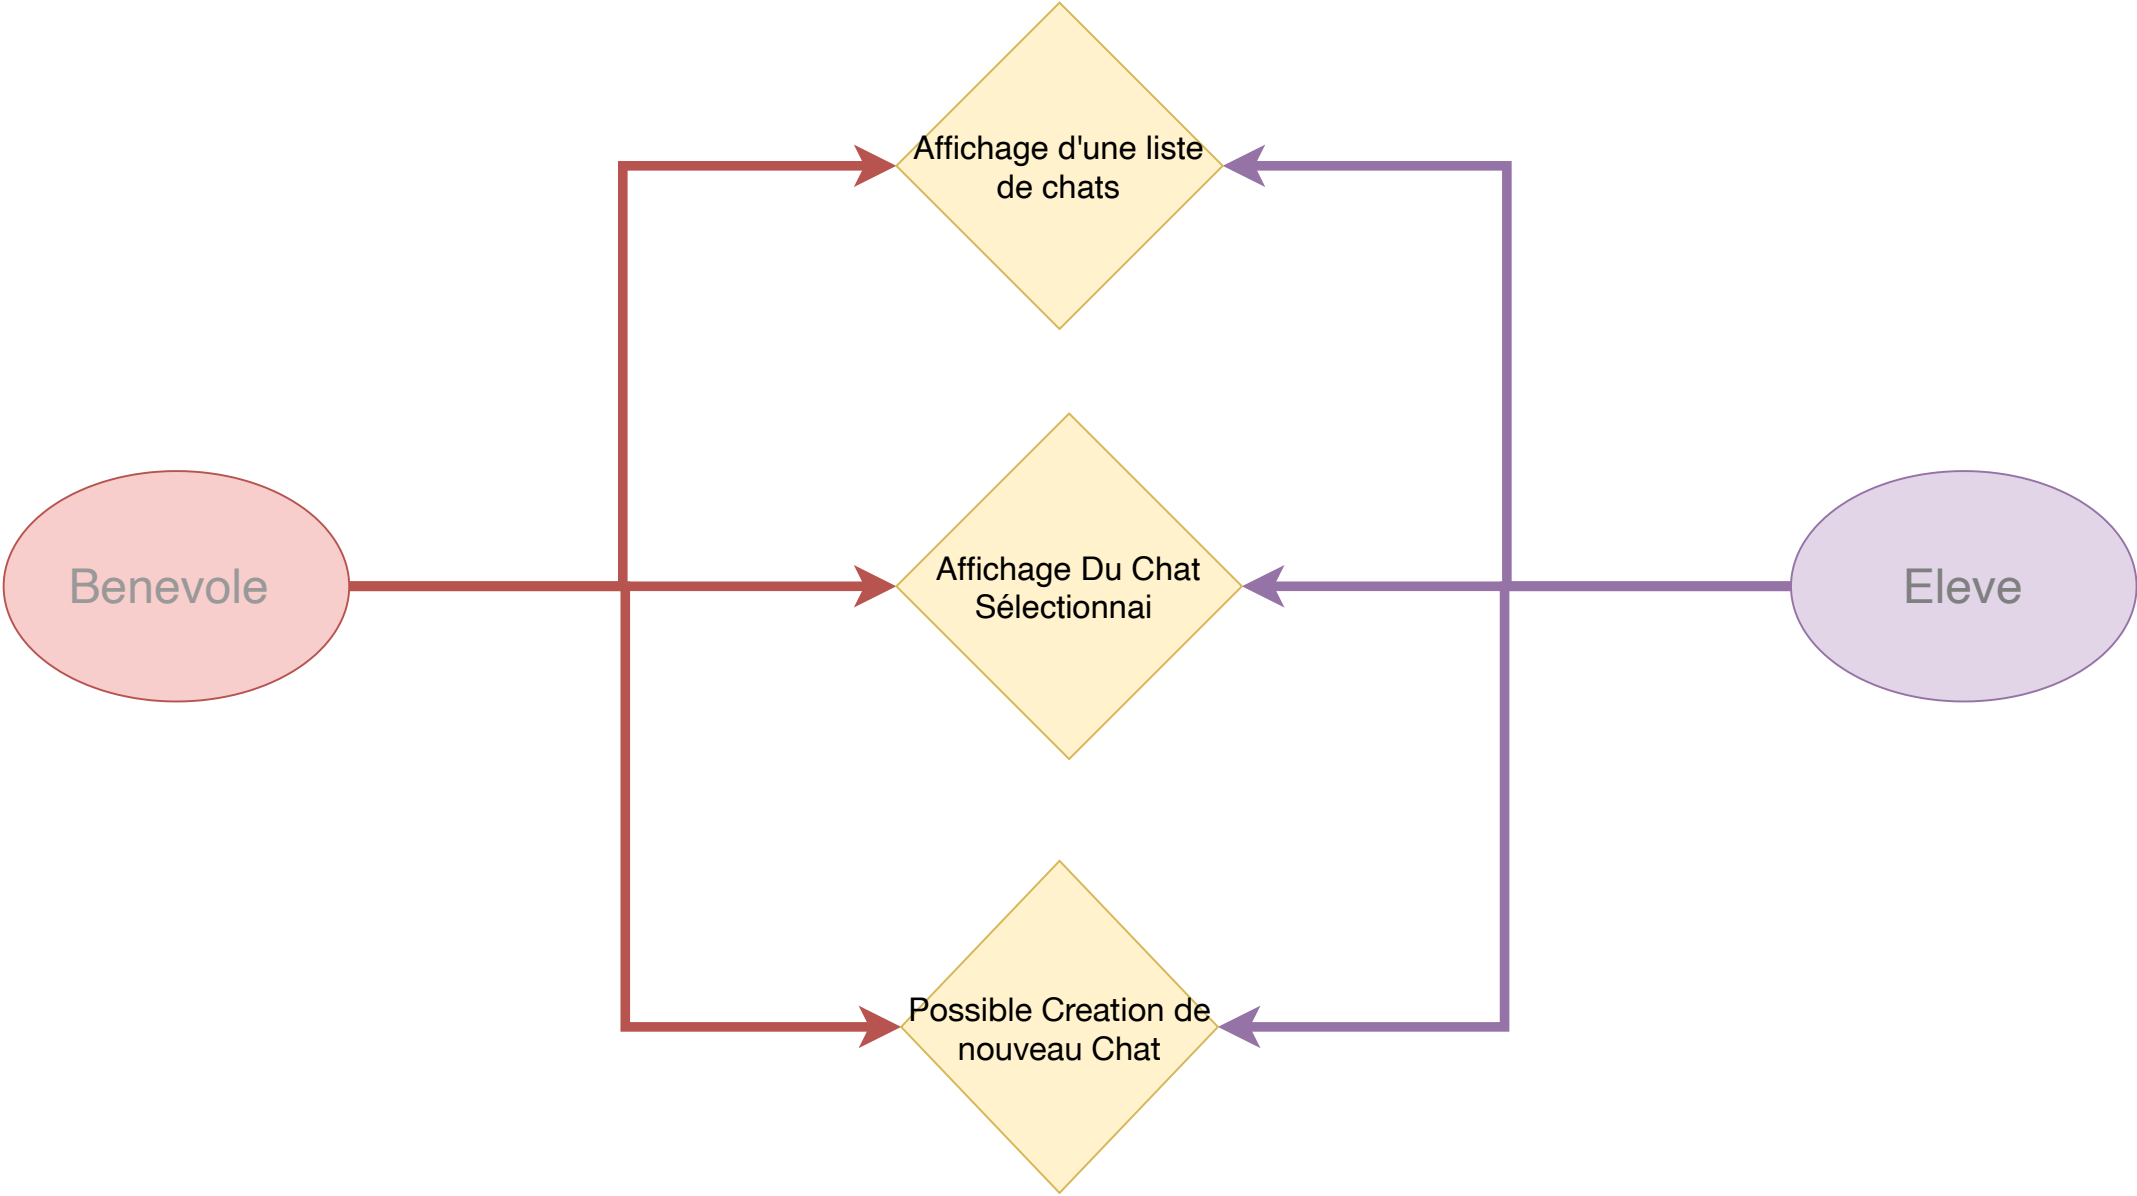 Affichage d'une liste
de chats
Benevole
Affichage Du Chat
Sélectionnai
Eleve
Possible Creation de
nouveau Chat